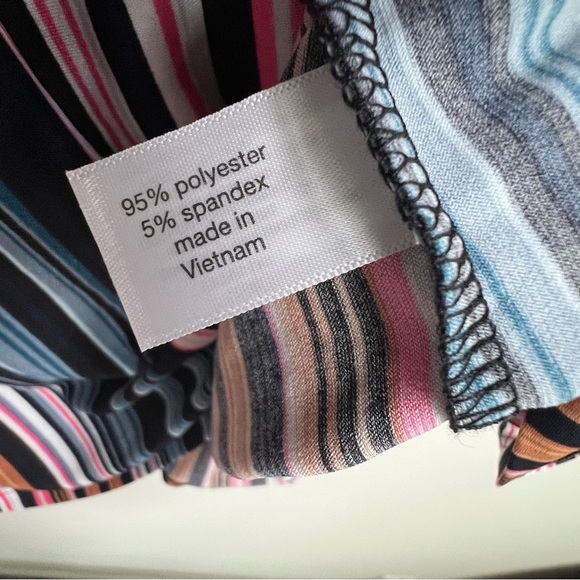 95% polyester
5% spandex
made in
Vietnam